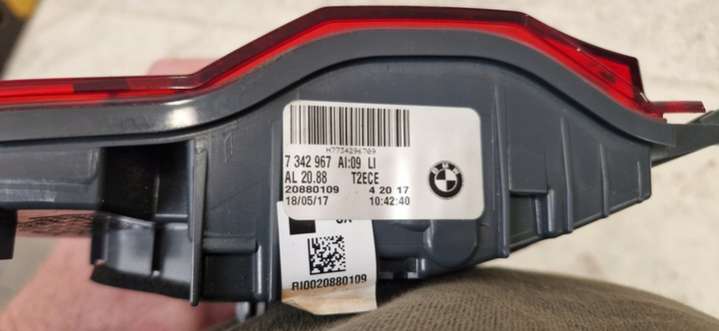 H7734296709
7 342 967 AI:09 LI
AL 20.88 T2ECE
20880109 4 20 17
18/05/17 10:42:40
BMW
RI0020880109